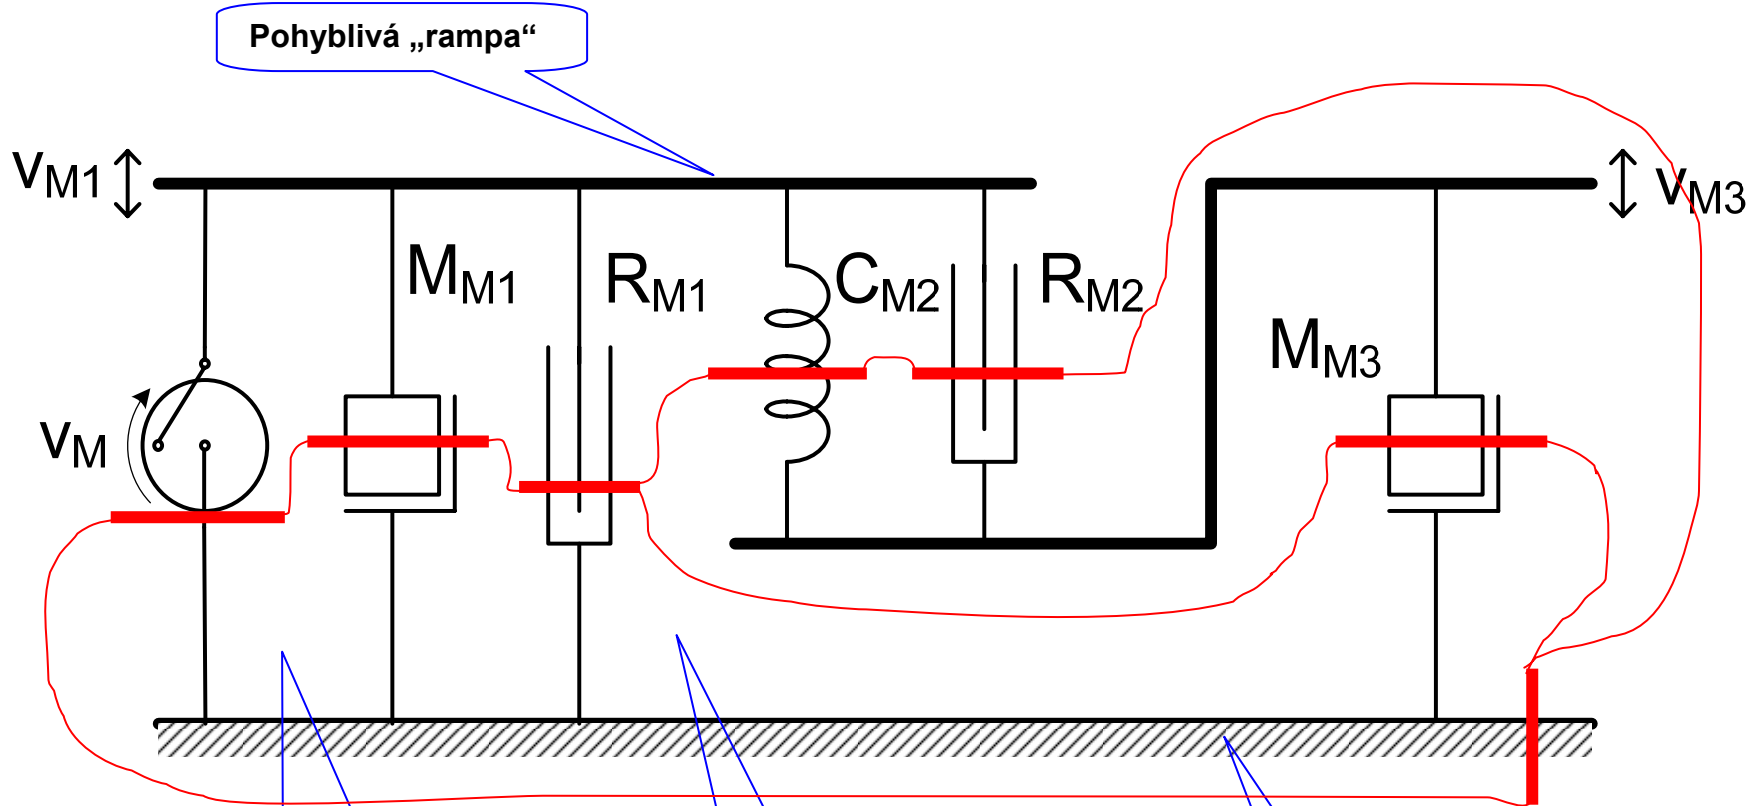 Pohyblivá „rampa“
vM1
MM1
RM1
CM2
RM2
vM3
MM3
vM